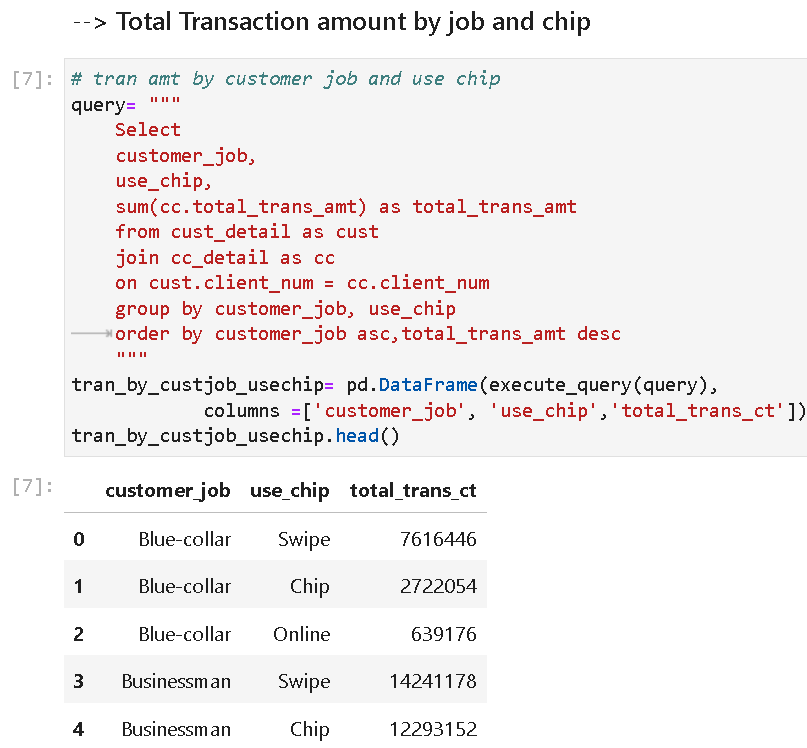 --> Total Transaction amount by job and chip
[7]: # tran amt by customer job and use chip
query= """
Select
customer_job,
use_chip,
sum(cc.total_trans_amt) as total_trans_amt
from cust_detail as cust
join cc_detail as cc
on cust.client_num = cc.client_num
group by customer_job, use_chip
order by customer_job asc,total_trans_amt desc
"""
tran_by_custjob_usechip= pd.DataFrame(execute_query(query),
columns =['customer_job', 'use_chip','total_trans_ct'])
tran_by_custjob_usechip.head()
[7]: customer_job use_chip total_trans_ct
0 Blue-collar Swipe 7616446
1 Blue-collar Chip 2722054
2 Blue-collar Online 639176
3 Businessman Swipe 14241178
4 Businessman Chip 12293152